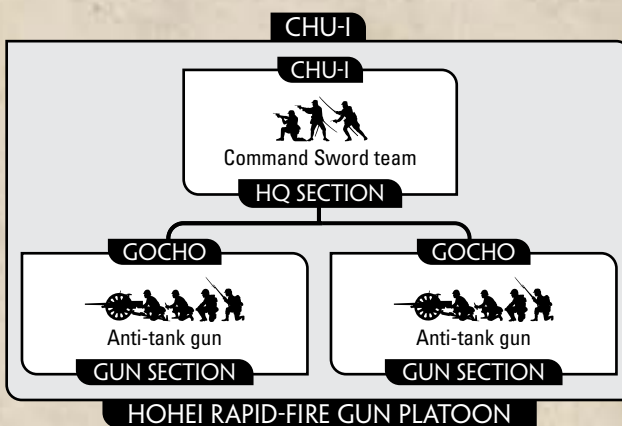 CHU-I
CHU-I
Command Sword team
HQ SECTION
GOCHO
GOCHO
Anti-tank gun
Anti-tank gun
GUN SECTION
GUN SECTION
HOHEI RAPID-FIRE GUN PLATOON